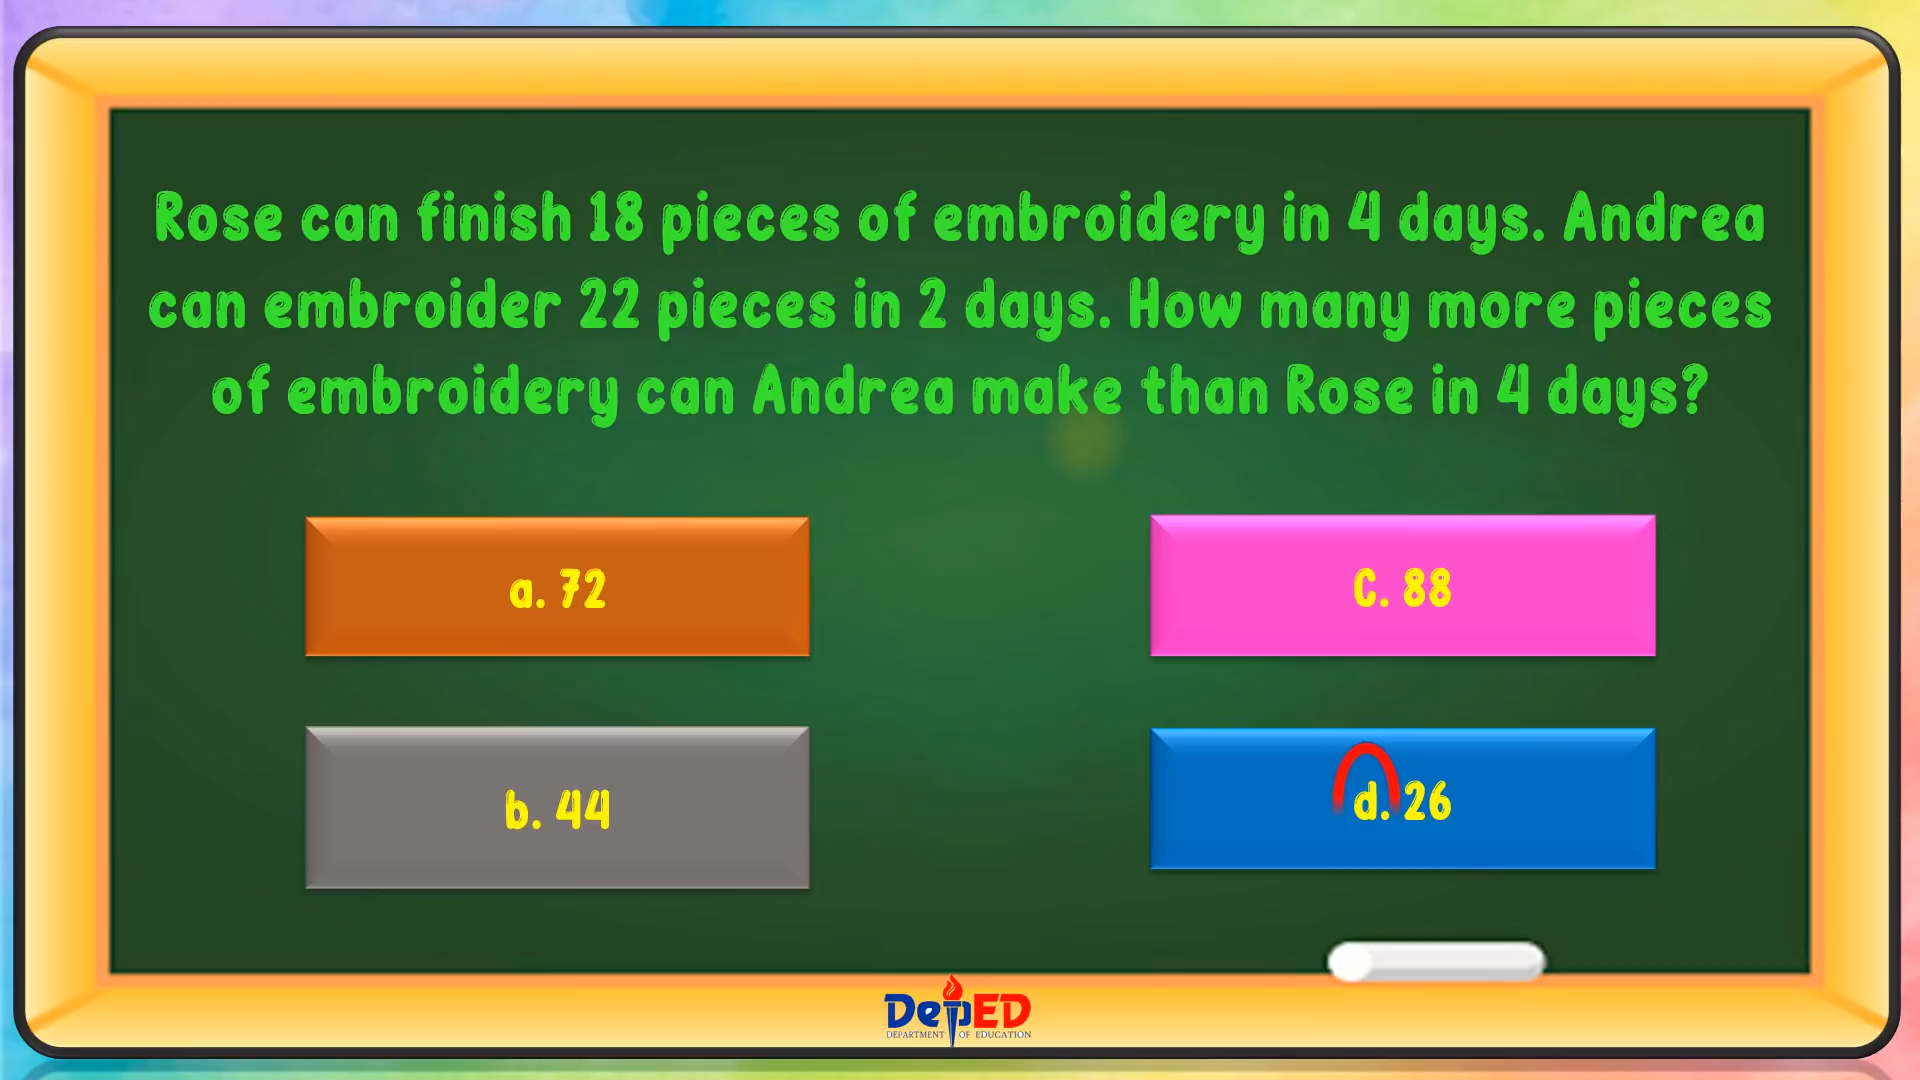 Rose can finish 18 pieces of embroidery in 4 days. Andrea
can embroider 22 pieces in 2 days. How many more pieces
of embroidery can Andrea make than Rose in 4 days?
a. 72
C. 88
b. 44
d. 26
DepED
DEPARTMENT OF EDUCATION